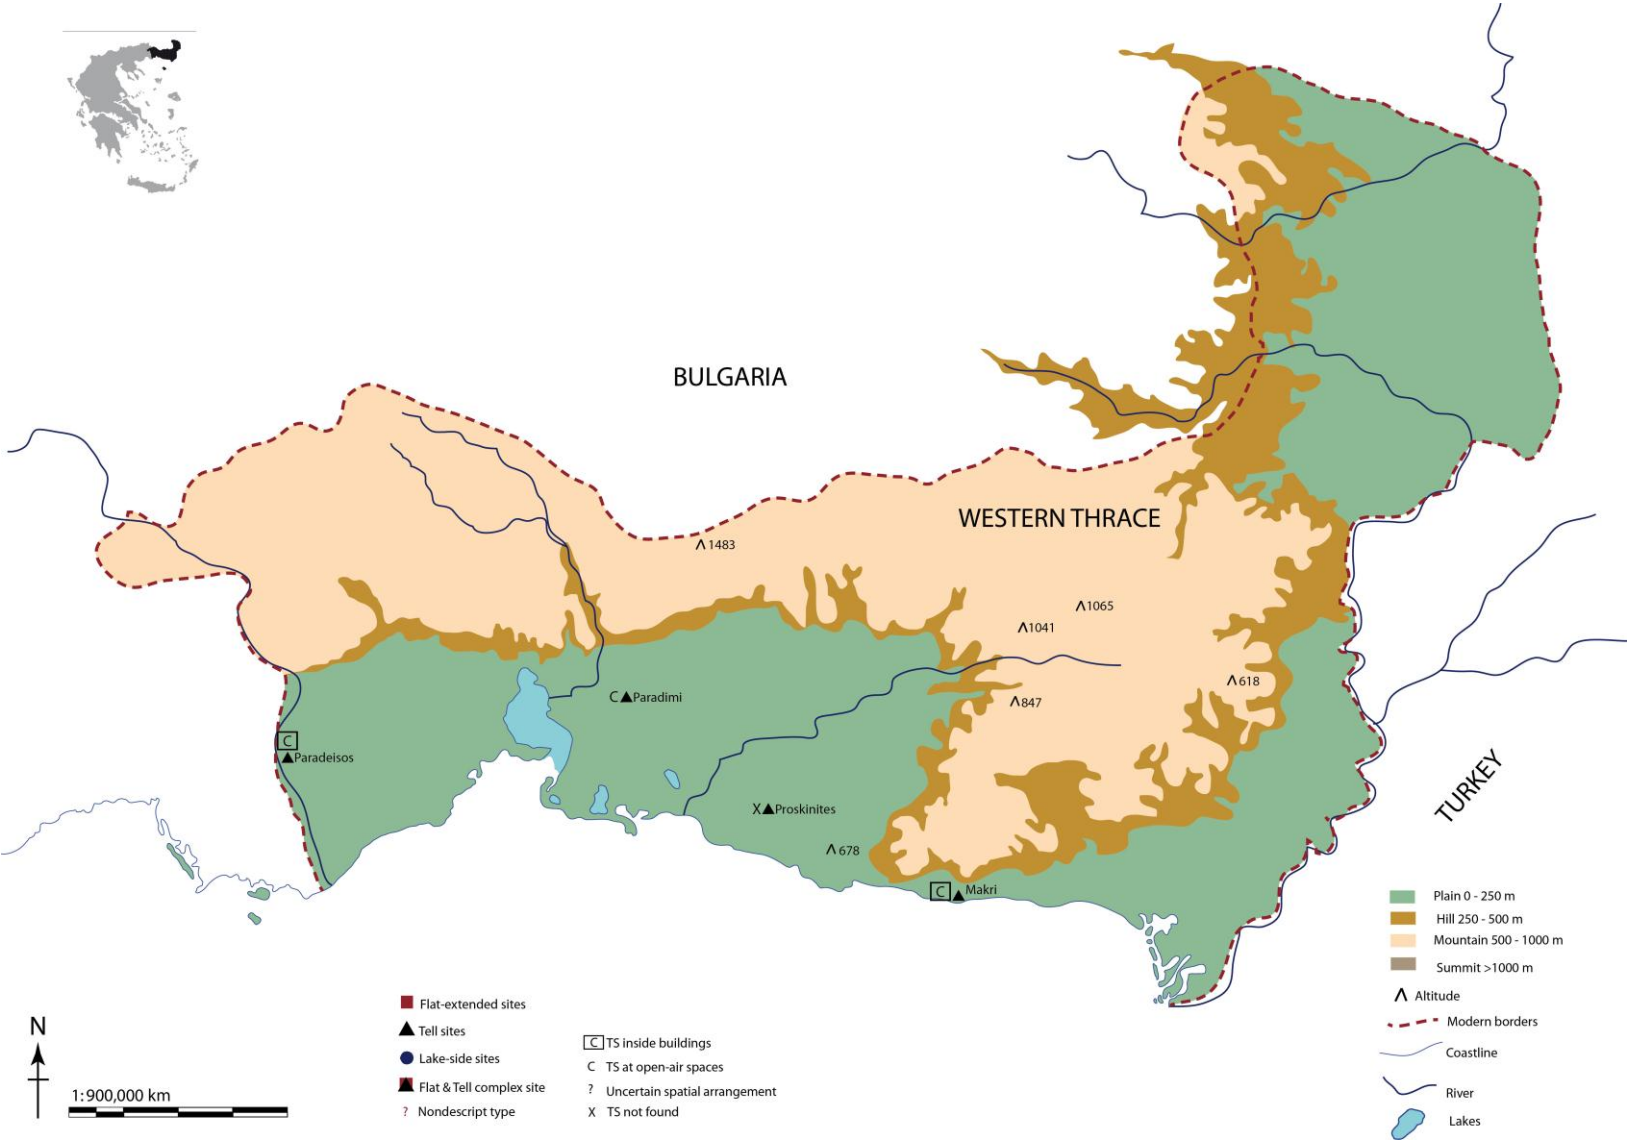 BULGARIA
WESTERN THRACE
Λ 1483
Λ1065
Λ1041
Λ 618
Λ 847
C ▲ Paradimi
C
Paradeisos
X ▲ Proskinites
Λ 678
C
Makri
TURKEY
Plain 0 - 250 m
Hill 250 - 500 m
Mountain 500 - 1000 m
Summit >1000 m
Λ Altitude
Modern borders
Coastline
River
Lakes
N
1:900,000 km
Flat-extended sites
Tell sites
Lake-side sites
Flat & Tell complex site
? Nondescript type
C TS inside buildings
C TS at open-air spaces
? Uncertain spatial arrangement
X TS not found